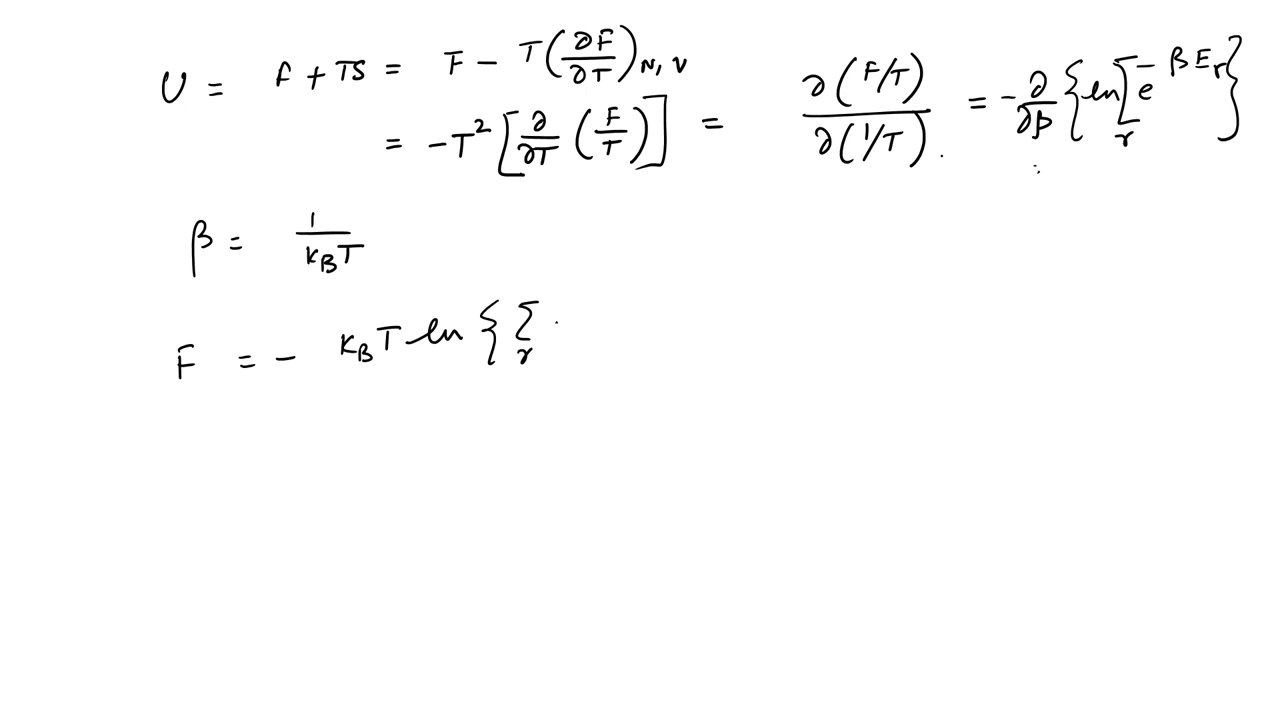 U = F + TS = F - T(∂F/∂T)_{N, V}
= -T² [∂/∂T (F/T)] = ∂(F/T)/∂(1/T) = -∂/∂β {ln Σ_r e^{-βE_r}}
β = 1/(k_B T)
F = - k_B T ln { Σ_r